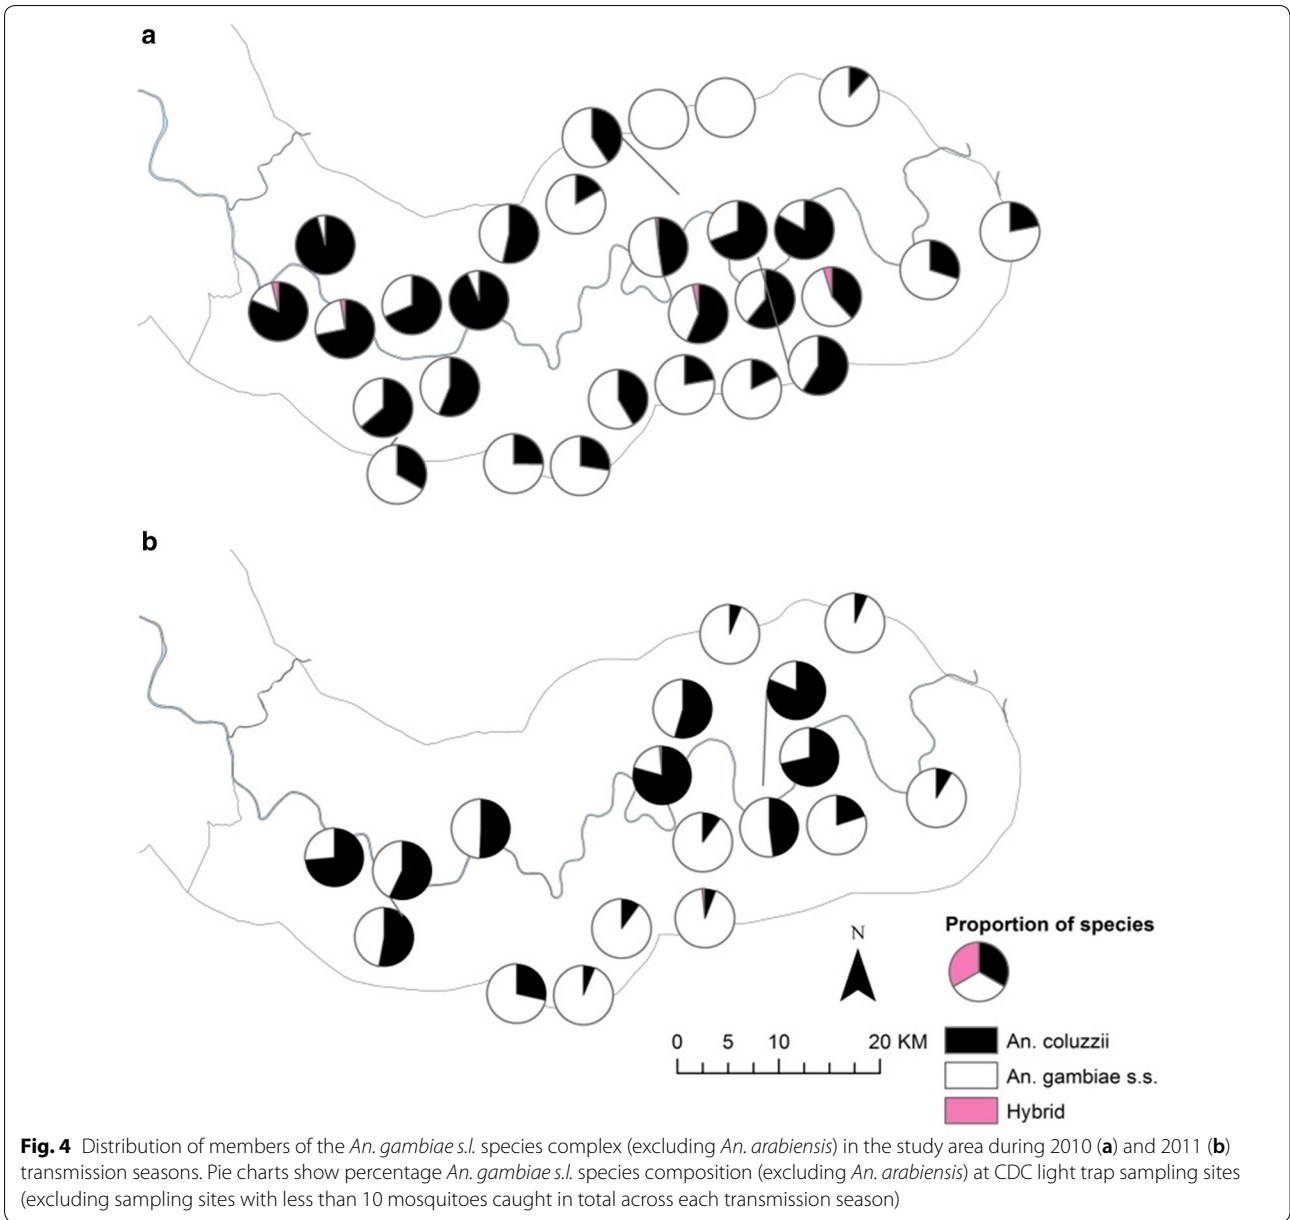 a
b
N
Proportion of species
0 5 10 20 KM
An. coluzzii
An. gambiae s.s.
Hybrid
Fig. 4 Distribution of members of the An. gambiae s.l. species complex (excluding An. arabiensis) in the study area during 2010 (a) and 2011 (b)
transmission seasons. Pie charts show percentage An. gambiae s.l. species composition (excluding An. arabiensis) at CDC light trap sampling sites
(excluding sampling sites with less than 10 mosquitoes caught in total across each transmission season)